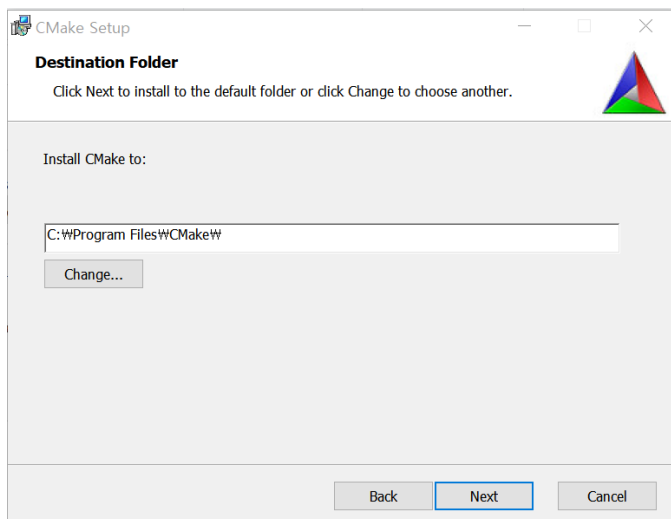 CMake Setup
Destination Folder
Click Next to install to the default folder or click Change to choose another.
Install CMake to:
C:₩Program Files₩CMake₩
Change...
Back
Next
Cancel